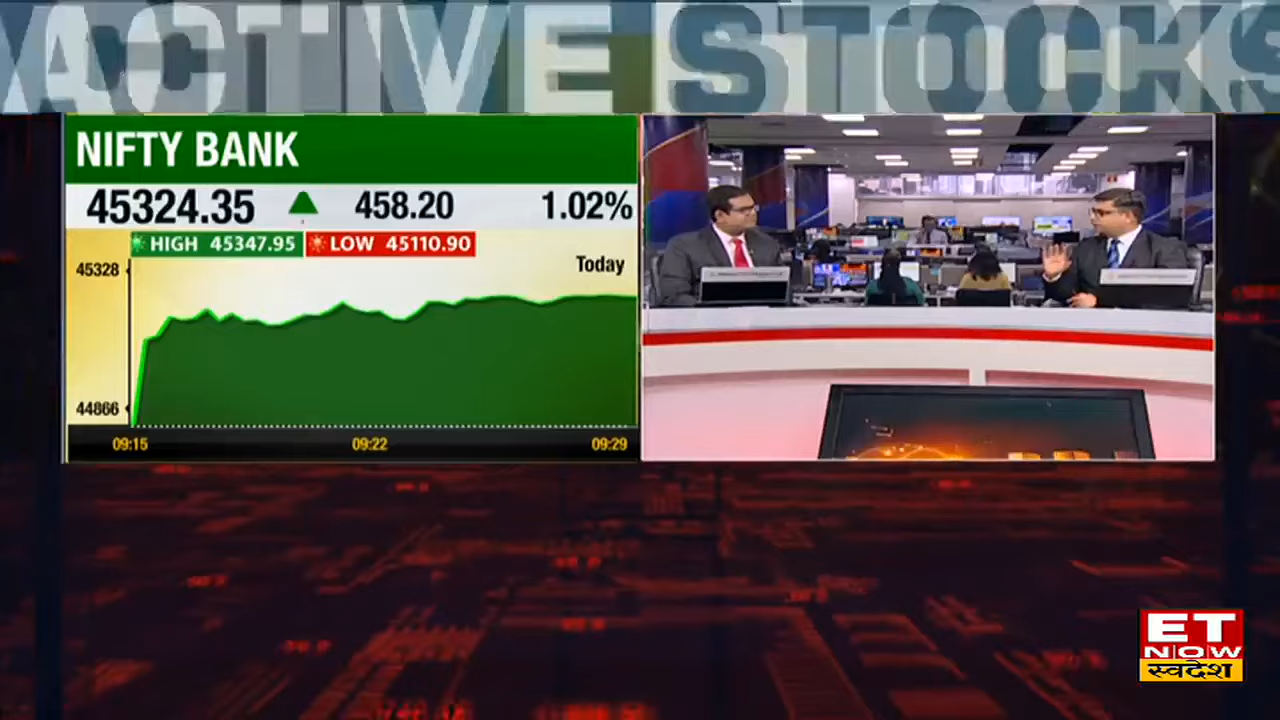 ACTIVE STOCKS
NIFTY BANK
45324.35 ▲ 458.20 1.02%
HIGH 45347.95 LOW 45110.90
Today
45328
44866
09:15 09:22 09:29
ET
NOW
स्वदेश